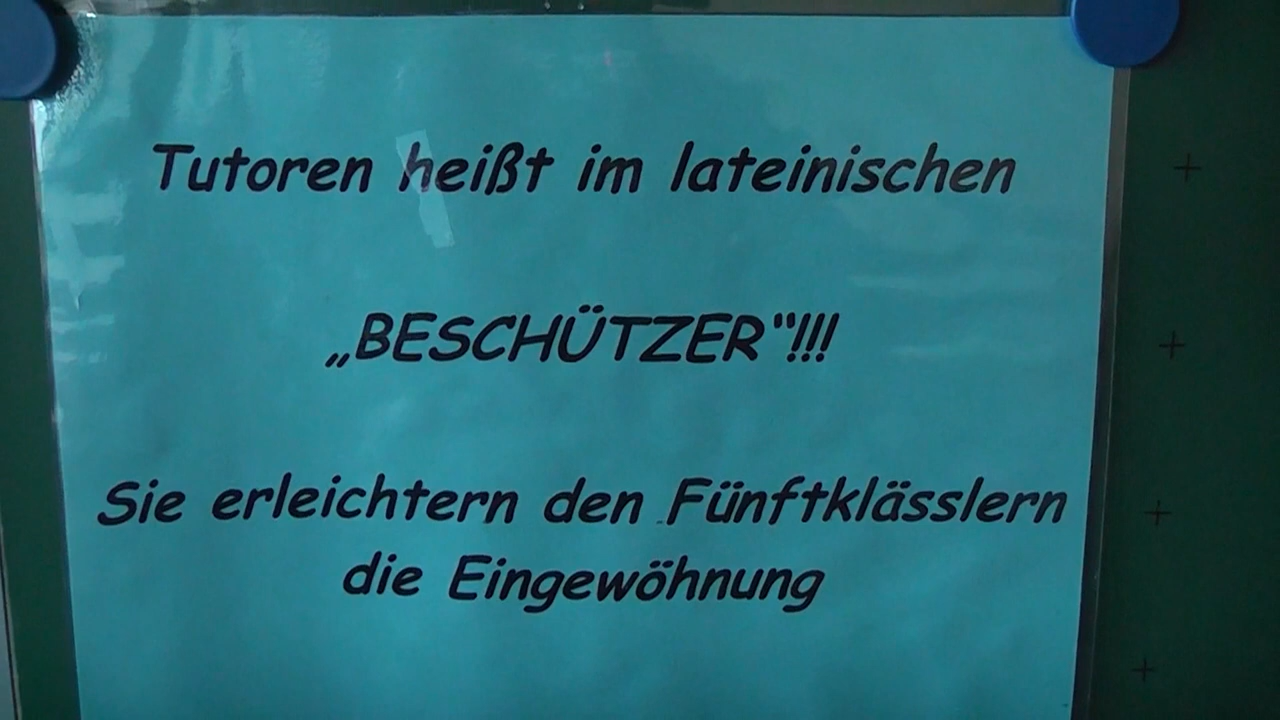 Tutoren heißt im lateinischen
„BESCHÜTZER“!!!
Sie erleichtern den Fünftklässlern
die Eingewöhnung